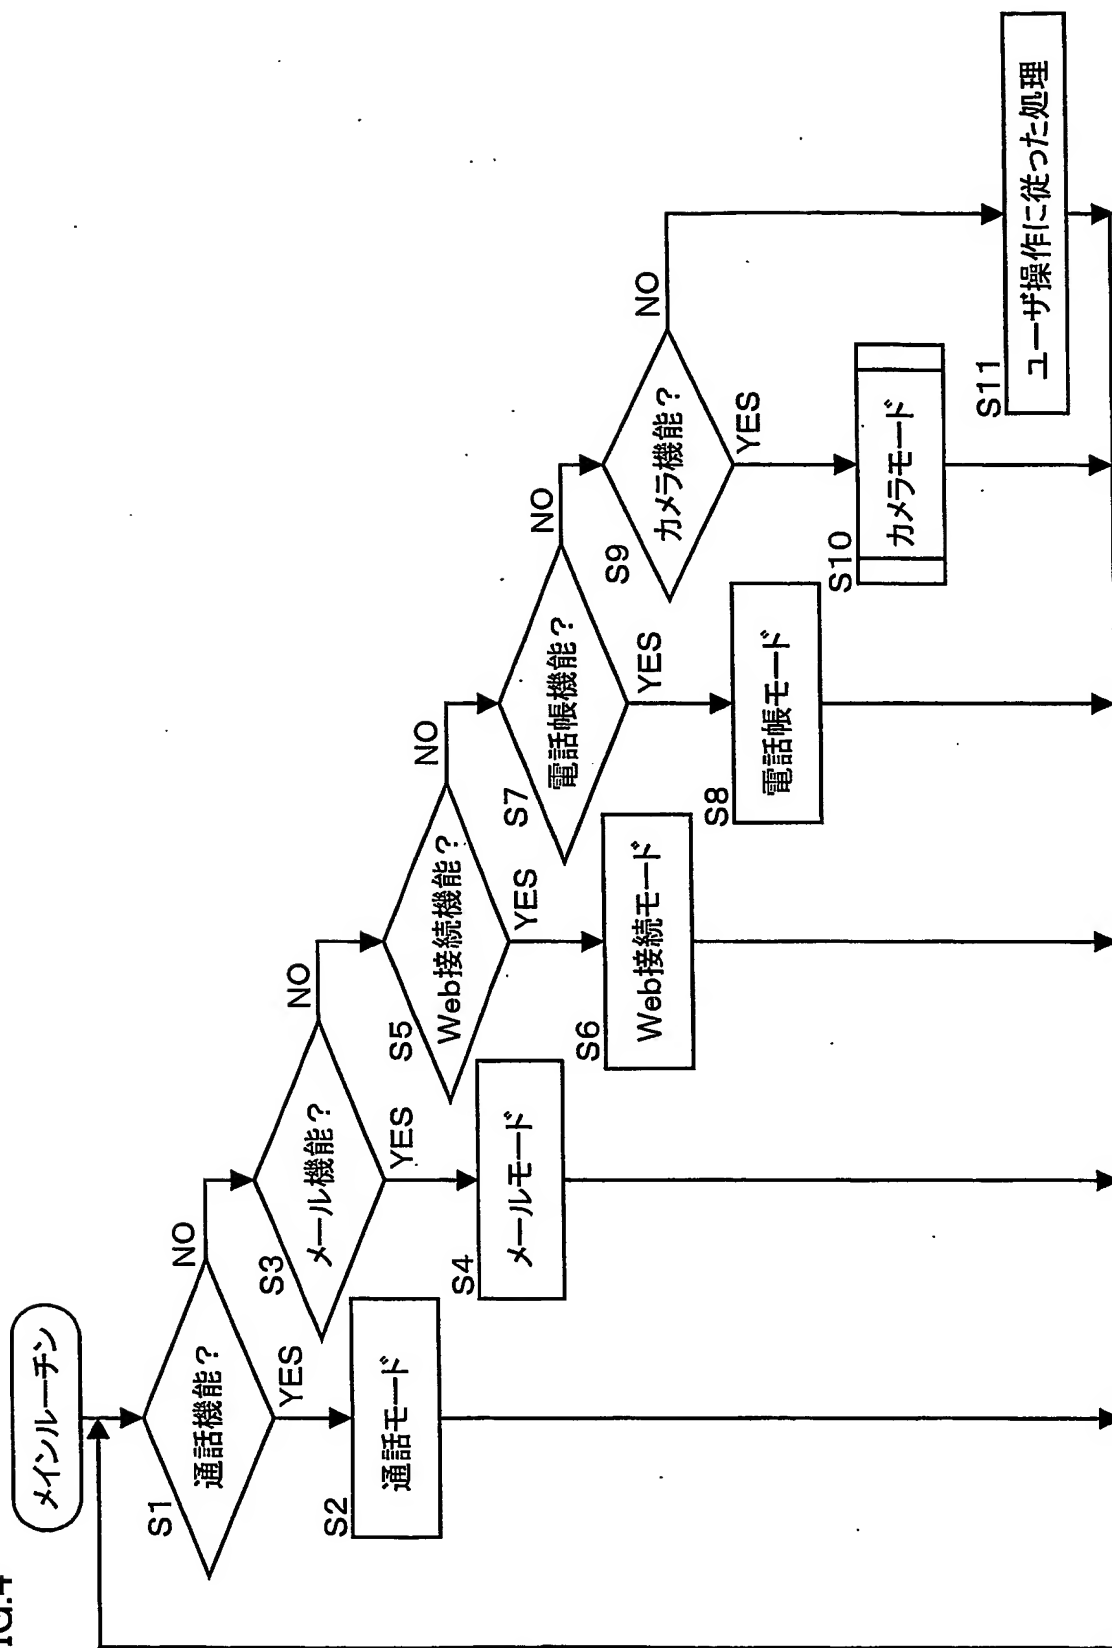 メインルーチン
S1
通話機能?
NO
YES
S2
通話モード
S3
メール機能?
NO
YES
S4
メールモード
S5
Web接続機能?
NO
YES
S6
Web接続モード
S7
電話帳機能?
NO
YES
S8
電話帳モード
S9
カメラ機能?
NO
YES
S10
カメラモード
S11
ユーザ操作に従った処理